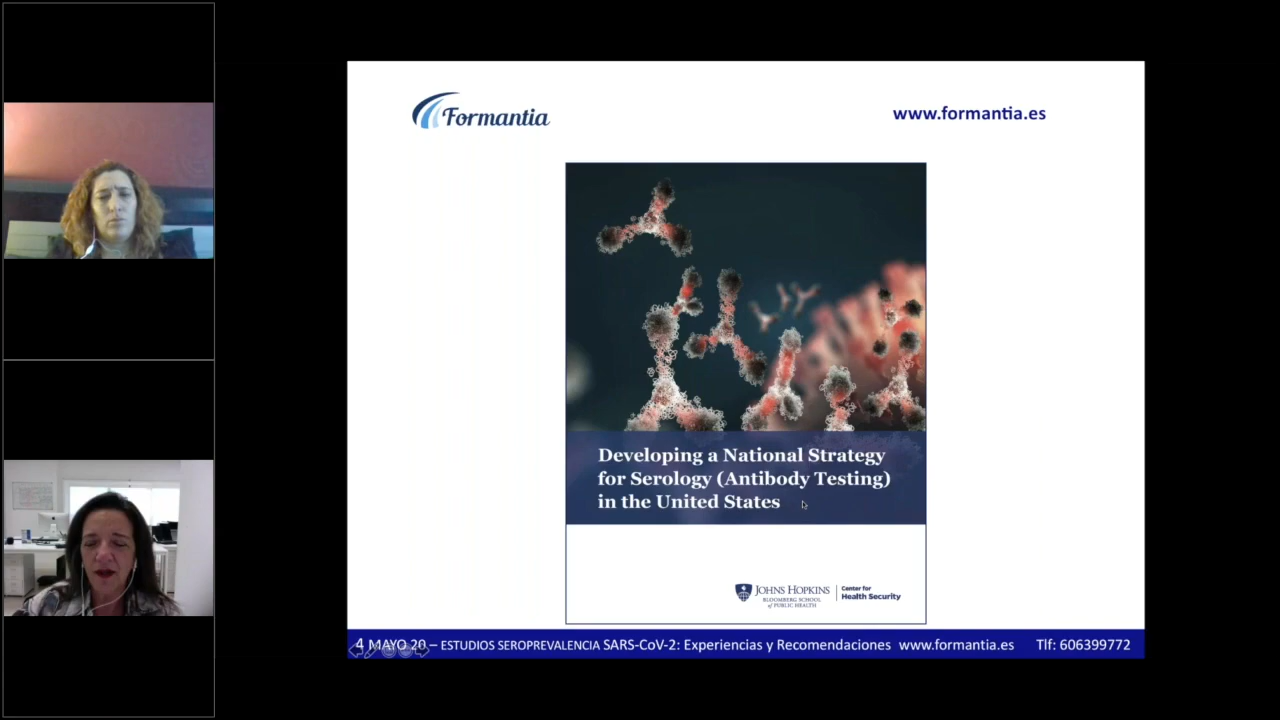 Formantia
www.formantia.es
Developing a National Strategy
for Serology (Antibody Testing)
in the United States
JOHNS HOPKINS
BLOOMBERG SCHOOL
of PUBLIC HEALTH
Center for
Health Security
4 MAYO 20 – ESTUDIOS SEROPREVALENCIA SARS-CoV-2: Experiencias y Recomendaciones www.formantia.es Tlf: 606399772